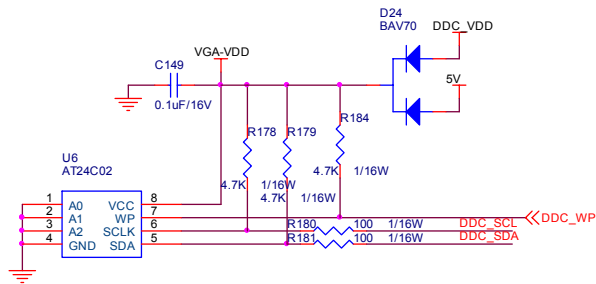 D24
BAV70
DDC_VDD
VGA-VDD
C149
5V
0.1uF/16V
R178
R179
R184
4.7K
1/16W
4.7K
1/16W
4.7K
1/16W
U6
AT24C02
1 A0 VCC 8
2 A1 WP 7
3 A2 SCLK 6
4 GND SDA 5
DDC_WP
R180 100 1/16W DDC_SCL
R181 100 1/16W DDC_SDA